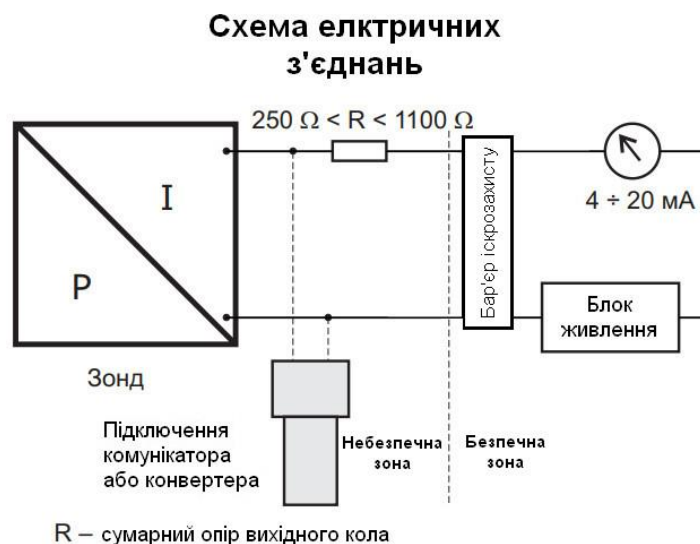 Схема елктричних
з'єднань
250 Ω < R < 1100 Ω
I
P
Бар'єр іскрозахисту
4 ÷ 20 мА
Блок
живлення
Зонд
Підключення
комунікатора
або конвертера
Небезпечна
зона
Безпечна
зона
R – сумарний опір вихідного кола